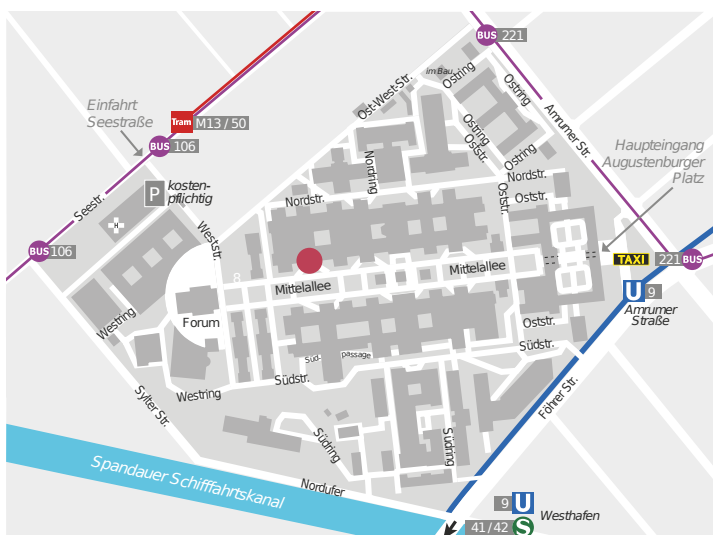 BUS 221
im Bau
Ostring
Ostring
Ost-West-Str.
Amrumer Str.
Einfahrt
Seestraße
Tram M13 / 50
BUS 106
Ostring
Oststr.
Ostring
Haupteingang
Augustenburger
Platz
Nordring
P kosten-
pflichtig
H
Nordstr.
Oststr.
Oststr.
Nordstr.
Seestr.
Weststr.
BUS 106
TAXI
221 BUS
Mittelallee
Mittelallee
8
U 9
Amrumer
Straße
Westring
Forum
Oststr.
Südstr.
Süd-
passage
Südstr.
Westring
Sylter Str.
Föhrer Str.
Südring
Südring
Spandauer Schifffahrtskanal
Nordufer
9 U
Westhafen
41 / 42 S